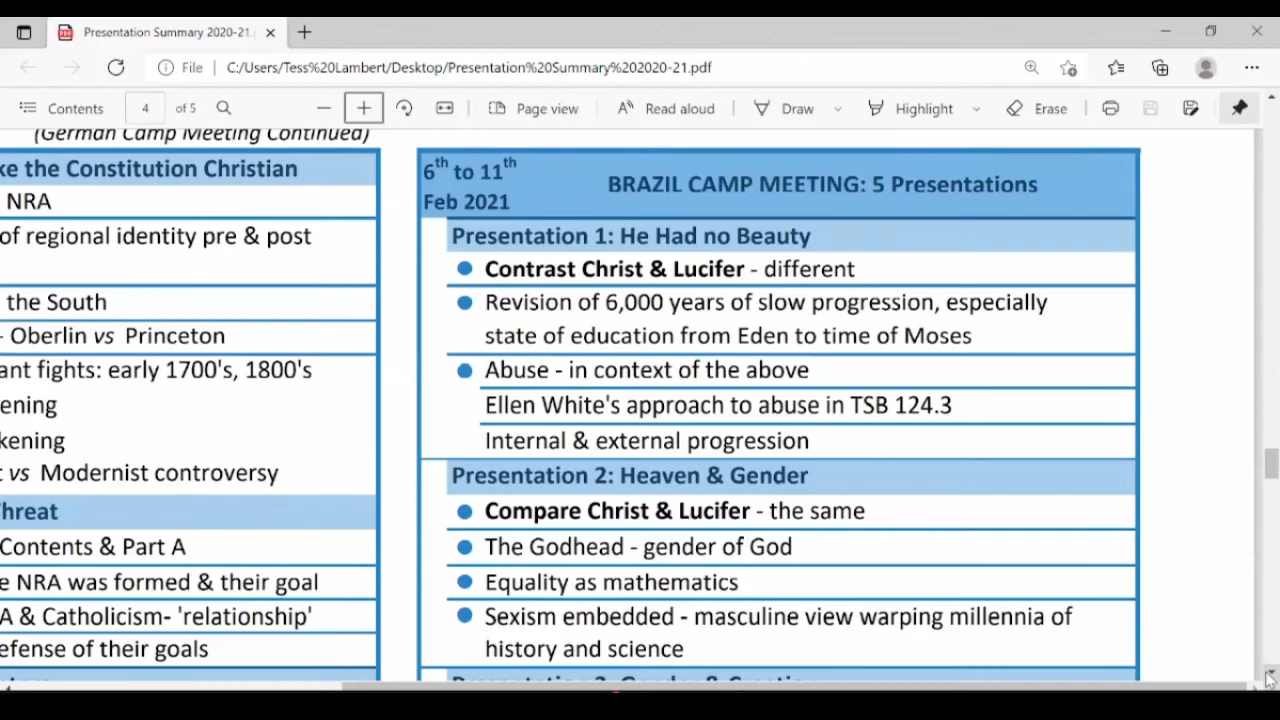 Presentation Summary 2020-21.
File
C:/Users/Tess%20Lambert/Desktop/Presentation%20Summary%202020-21.pdf
Contents
4
of 5
Page view
Read aloud
Draw
Highlight
Erase
(German Camp Meeting Continued)
ke the Constitution Christian
NRA
of regional identity pre & post
the South
- Oberlin vs Princeton
ant fights: early 1700's, 1800's
ening
kening
t vs Modernist controversy
Threat
Contents & Part A
e NRA was formed & their goal
A & Catholicism- 'relationship'
efense of their goals
6th to 11th
Feb 2021
BRAZIL CAMP MEETING: 5 Presentations
Presentation 1: He Had no Beauty
Contrast Christ & Lucifer - different
Revision of 6,000 years of slow progression, especially
state of education from Eden to time of Moses
Abuse - in context of the above
Ellen White's approach to abuse in TSB 124.3
Internal & external progression
Presentation 2: Heaven & Gender
Compare Christ & Lucifer - the same
The Godhead - gender of God
Equality as mathematics
Sexism embedded - masculine view warping millennia of
history and science